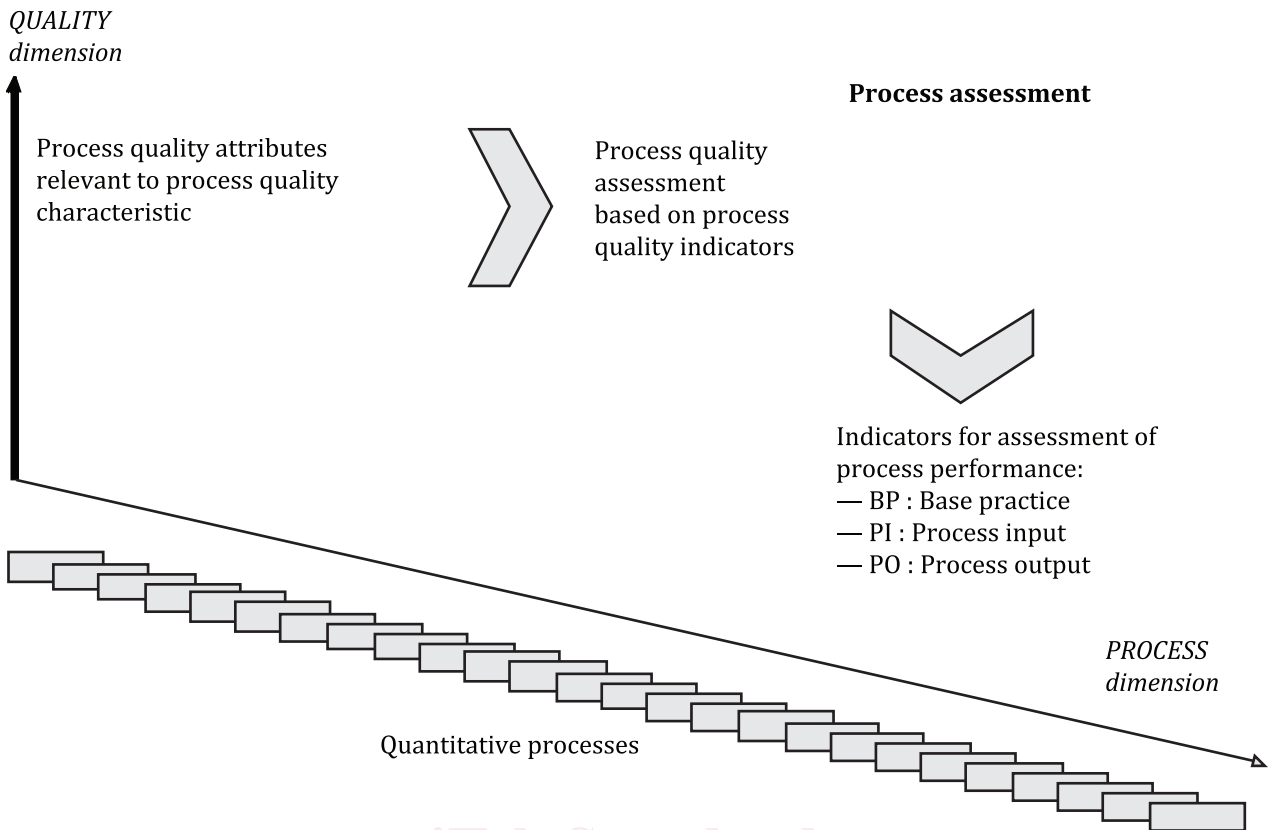 QUALITY
dimension
Process assessment
Process quality attributes
relevant to process quality
characteristic
Process quality
assessment
based on process
quality indicators
Indicators for assessment of
process performance:
— BP : Base practice
— PI : Process input
— PO : Process output
PROCESS
dimension
Quantitative processes